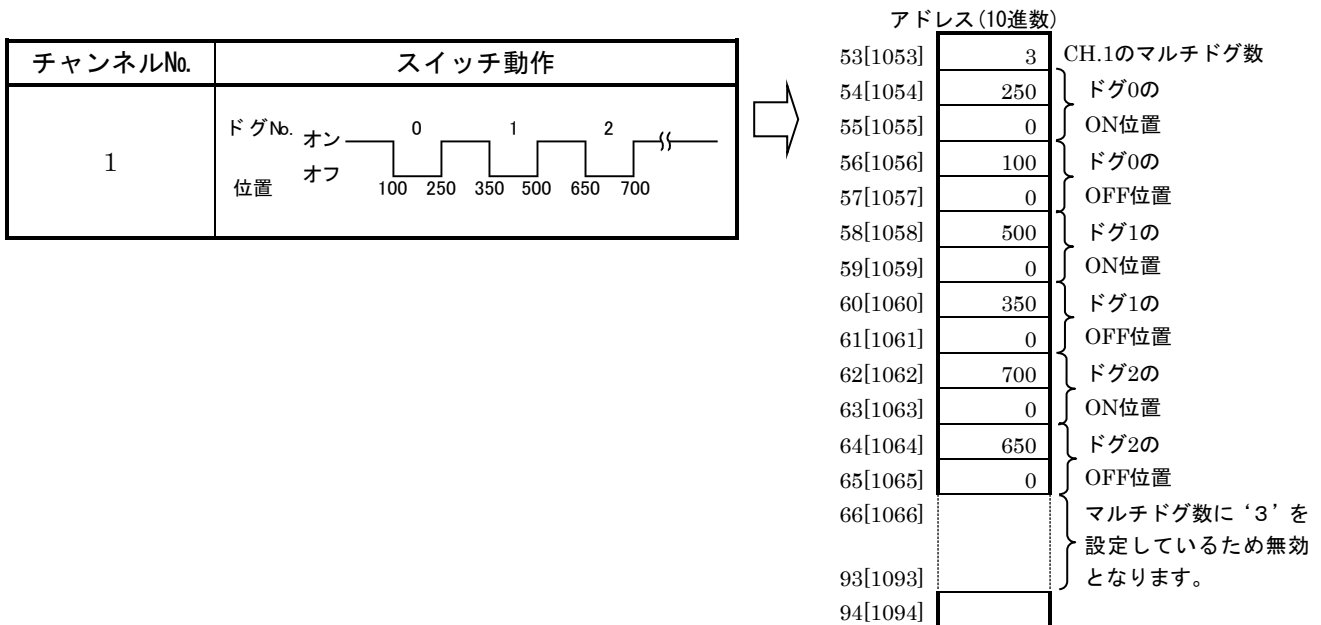 アドレス(10進数)
チャンネル№. スイッチ動作
1
ドグ№. オン 0 1 2
オフ
位置 100 250 350 500 650 700
53[1053] 3 CH.1のマルチドグ数
54[1054] 250 ドグ0の
55[1055] 0 ON位置
56[1056] 100 ドグ0の
57[1057] 0 OFF位置
58[1058] 500 ドグ1の
59[1059] 0 ON位置
60[1060] 350 ドグ1の
61[1061] 0 OFF位置
62[1062] 700 ドグ2の
63[1063] 0 ON位置
64[1064] 650 ドグ2の
65[1065] 0 OFF位置
66[1066] マルチドグ数に‘3’を
設定しているため無効
93[1093] となります。
94[1094]